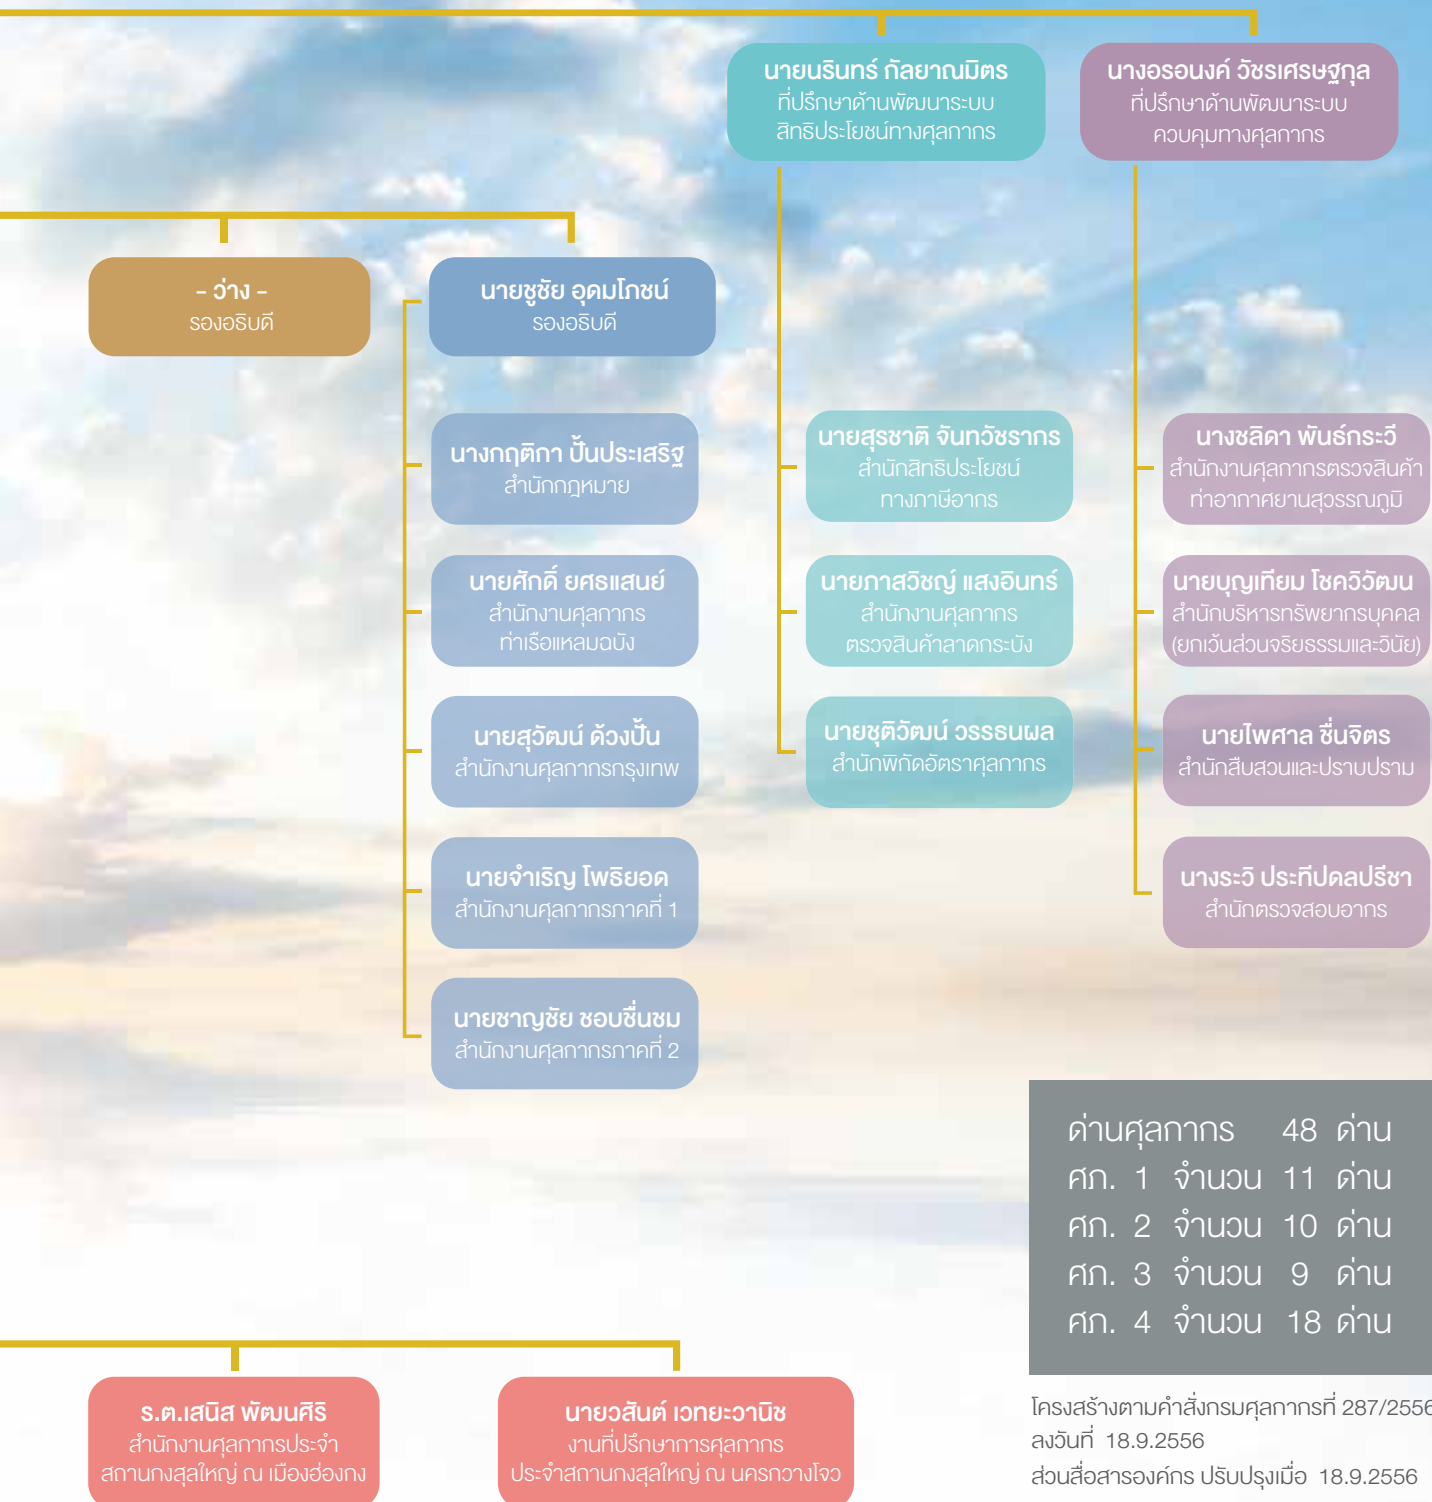 นายนรินทร์ กัลยาณมิตร
ที่ปรึกษาด้านพัฒนาระบบ
สิทธิประโยชน์ทางศุลกากร
นางอรอนงค์ วัชรเศรษฐกุล
ที่ปรึกษาด้านพัฒนาระบบ
ควบคุมทางศุลกากร
- ว่าง -
รองอธิบดี
นายชูชัย อุดมโภชน์
รองอธิบดี
นางกฤติกา ปั้นประเสริฐ
สำนักกฎหมาย
นายศักดิ์ ยศธแสนย์
สำนักงานศุลกากร
ท่าเรือแหลมฉบัง
นายสุวัฒน์ ด้วงปั้น
สำนักงานศุลกากรกรุงเทพ
นายจำเริญ โพธิยอด
สำนักงานศุลกากรภาคที่ 1
นายชาญชัย ชอบชื่นชม
สำนักงานศุลกากรภาคที่ 2
นายสุรชาติ จันทวัชรากร
สำนักสิทธิประโยชน์
ทางภาษีอากร
นายภาสวิชญ์ แสงอินทร์
สำนักงานศุลกากร
ตรวจสินค้าลาดกระบัง
นายชุติวัฒน์ วรรธนผล
สำนักพิกัดอัตราศุลกากร
นางชลิดา พันธ์กระวี
สำนักงานศุลกากรตรวจสินค้า
ท่าอากาศยานสุวรรณภูมิ
นายบุญเทียม โชควิวัฒน
สำนักบริหารทรัพยากรบุคคล
(ยกเว้นส่วนจริยธรรมและวินัย)
นายไพศาล ชื่นจิตร
สำนักสืบสวนและปราบปราม
นางระวิ ประทีปดลปรีชา
สำนักตรวจสอบอากร
ด่านศุลกากร 48 ด่าน
ศภ. 1 จำนวน 11 ด่าน
ศภ. 2 จำนวน 10 ด่าน
ศภ. 3 จำนวน 9 ด่าน
ศภ. 4 จำนวน 18 ด่าน
ร.ต.เสนิส พัฒนศิริ
สำนักงานศุลกากรประจำ
สถานกงสุลใหญ่ ณ เมืองฮ่องกง
นายวสันต์ เวทยะวานิช
งานที่ปรึกษาการศุลกากร
ประจำสถานกงสุลใหญ่ ณ นครกวางโจว
โครงสร้างตามคำสั่งกรมศุลกากรที่ 287/2556
ลงวันที่ 18.9.2556
ส่วนสื่อสารองค์กร ปรับปรุงเมื่อ 18.9.2556